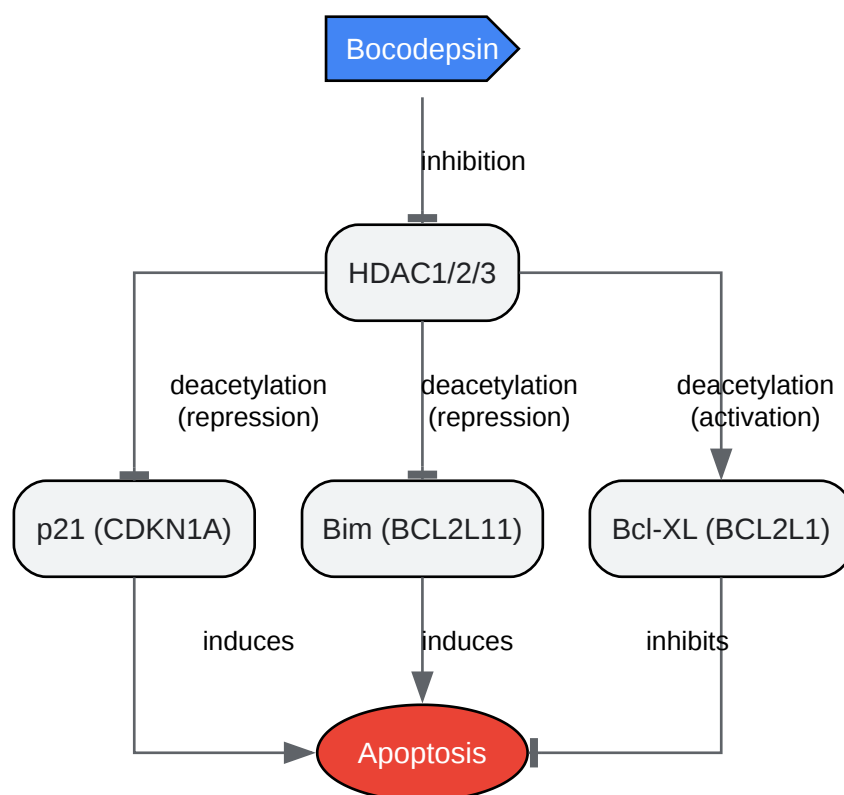 Bocodepsin
inhibition
HDAC1/2/3
deacetylation
(repression)
deacetylation
(repression)
deacetylation
(activation)
p21 (CDKN1A)
Bim (BCL2L11)
Bcl-XL (BCL2L1)
induces
induces
inhibits
Apoptosis